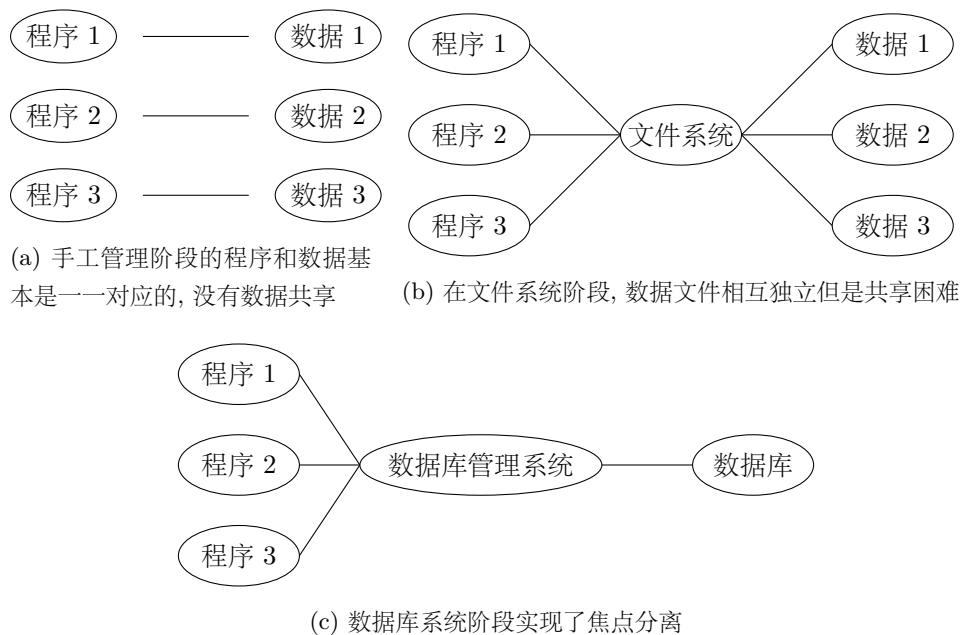 程序 1
数据 1
程序 2
数据 2
程序 3
数据 3
(a) 手工管理阶段的程序和数据基
本是一一对应的, 没有数据共享
程序 1
数据 1
程序 2
文件系统
数据 2
程序 3
数据 3
(b) 在文件系统阶段, 数据文件相互独立但是共享困难
程序 1
程序 2
数据库管理系统
数据库
程序 3
(c) 数据库系统阶段实现了焦点分离